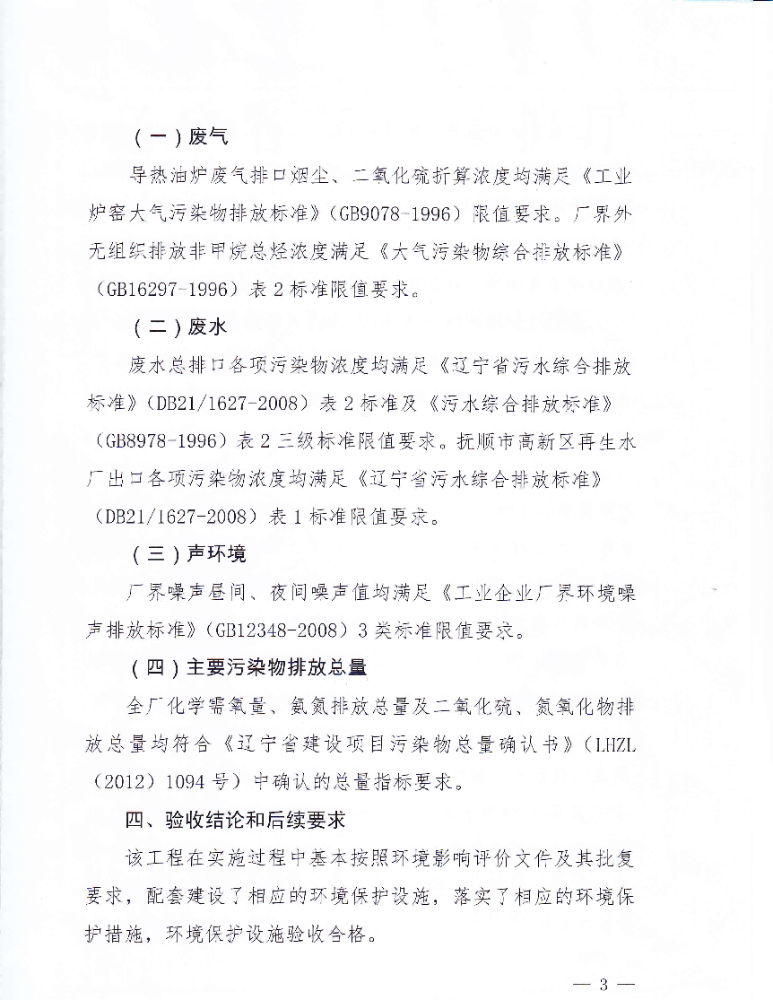 (一)废气
导热油炉废气排口烟尘、二氧化硫折算浓度均满足《工业
炉窑大气污染物排放标准》(GB9078-1996)限值要求。厂界外
无组织排放非甲烷总烃浓度满足《大气污染物综合排放标准》
(GB16297-1996)表2标准限值要求。
(二)废水
废水总排口各项污染物浓度均满足《辽宁省污水综合排放
标准》(DB21/1627-2008)表2标准及《污水综合排放标准》
(GB8978-1996)表2三级标准限值要求。抚顺市高新区再生水
厂出口各项污染物浓度均满足《辽宁省污水综合排放标准》
(DB21/1627-2008)表1标准限值要求。
(三)声环境
厂界噪声昼间、夜间噪声值均满足《工业企业厂界环境噪
声排放标准》(GB12348-2008)3类标准限值要求。
(四)主要污染物排放总量
全厂化学需氧量、氨氮排放总量及二氧化硫、氮氧化物排
放总量均符合《辽宁省建设项目污染物总量确认书》(LHZL
(2012)1094号)中确认的总量指标要求。
四、验收结论和后续要求
该工程在实施过程中基本按照环境影响评价文件及其批复
要求,配套建设了相应的环境保护设施,落实了相应的环境保
护措施,环境保护设施验收合格。
— 3 —